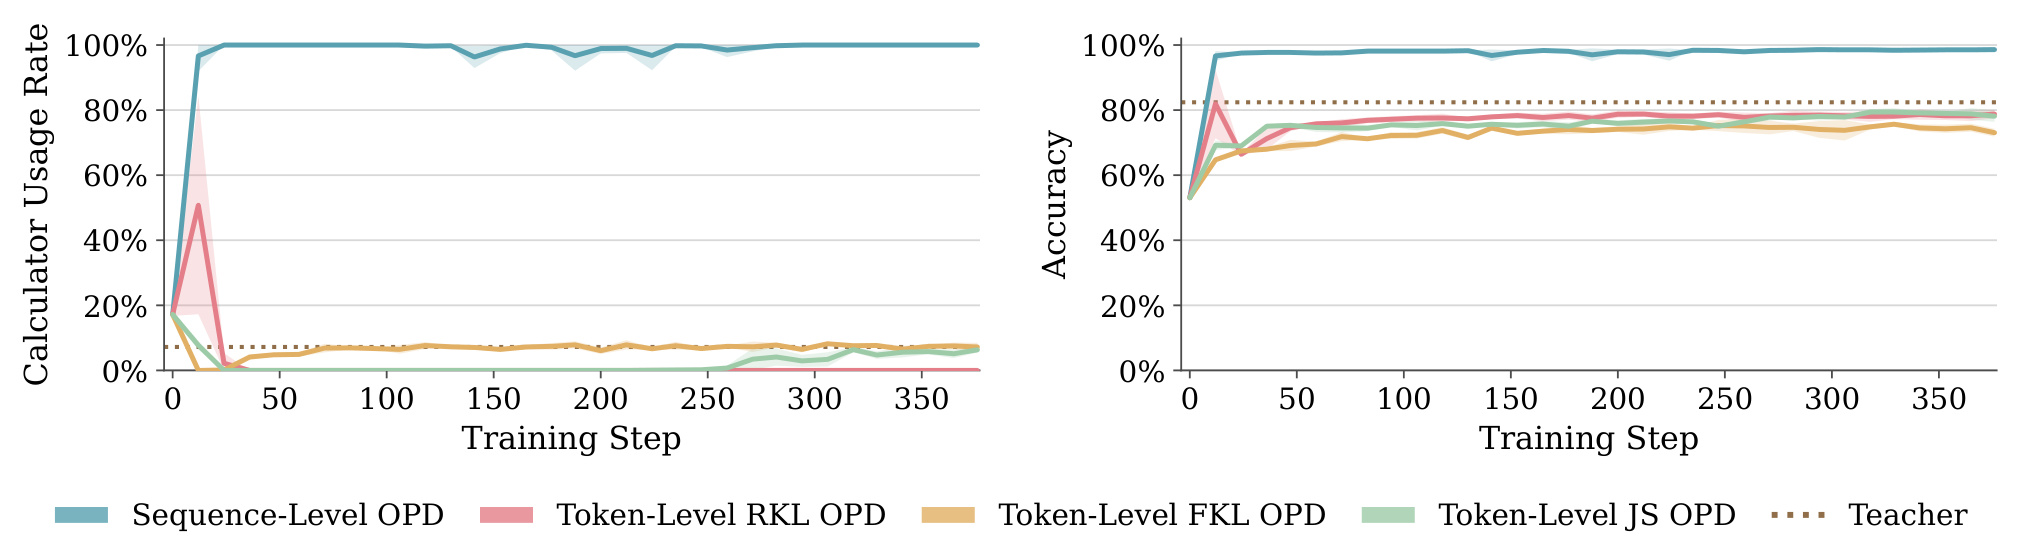 Calculator Usage Rate
100%
80%
60%
40%
20%
0%
0 50 100 150 200 250 300 350
Training Step
Accuracy
100%
80%
60%
40%
20%
0%
0 50 100 150 200 250 300 350
Training Step
Sequence-Level OPD Token-Level RKL OPD Token-Level FKL OPD Token-Level JS OPD Teacher